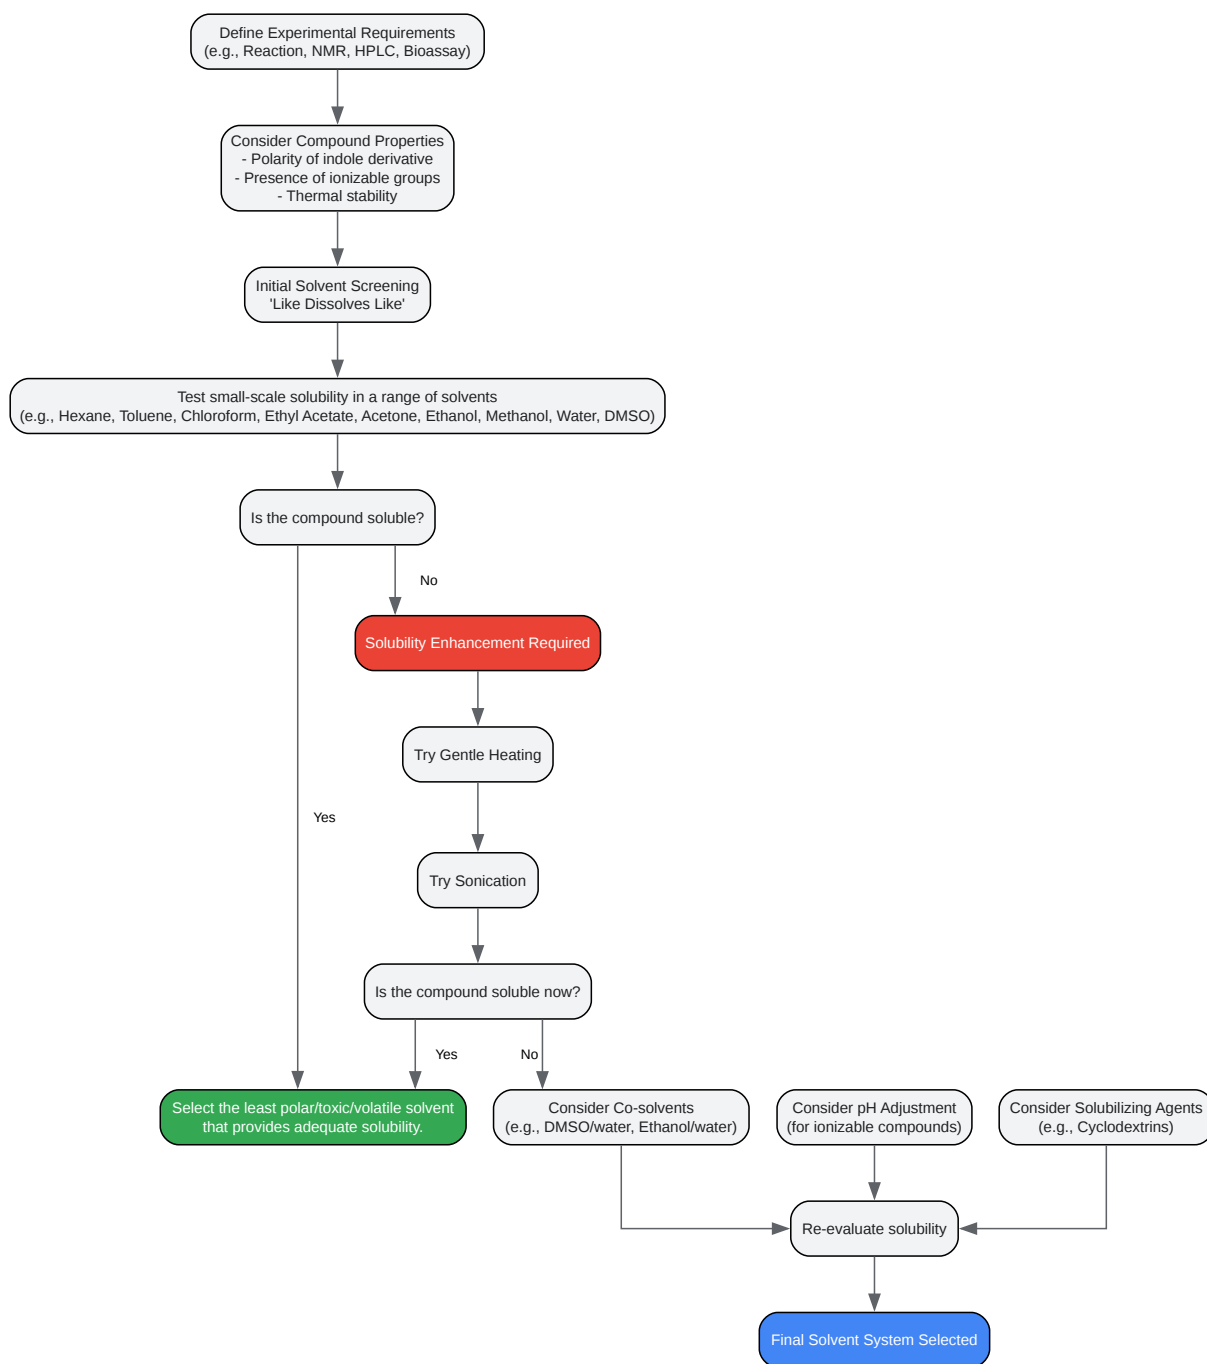 Define Experimental Requirements
(e.g., Reaction, NMR, HPLC, Bioassay)
Consider Compound Properties
- Polarity of indole derivative
- Presence of ionizable groups
- Thermal stability
Initial Solvent Screening
'Like Dissolves Like'
Test small-scale solubility in a range of solvents
(e.g., Hexane, Toluene, Chloroform, Ethyl Acetate, Acetone, Ethanol, Methanol, Water, DMSO)
Is the compound soluble?
No
Solubility Enhancement Required
Try Gentle Heating
Yes
Try Sonication
Is the compound soluble now?
Yes
No
Select the least polar/toxic/volatile solvent
that provides adequate solubility.
Consider Co-solvents
(e.g., DMSO/water, Ethanol/water)
Consider pH Adjustment
(for ionizable compounds)
Consider Solubilizing Agents
(e.g., Cyclodextrins)
Re-evaluate solubility
Final Solvent System Selected